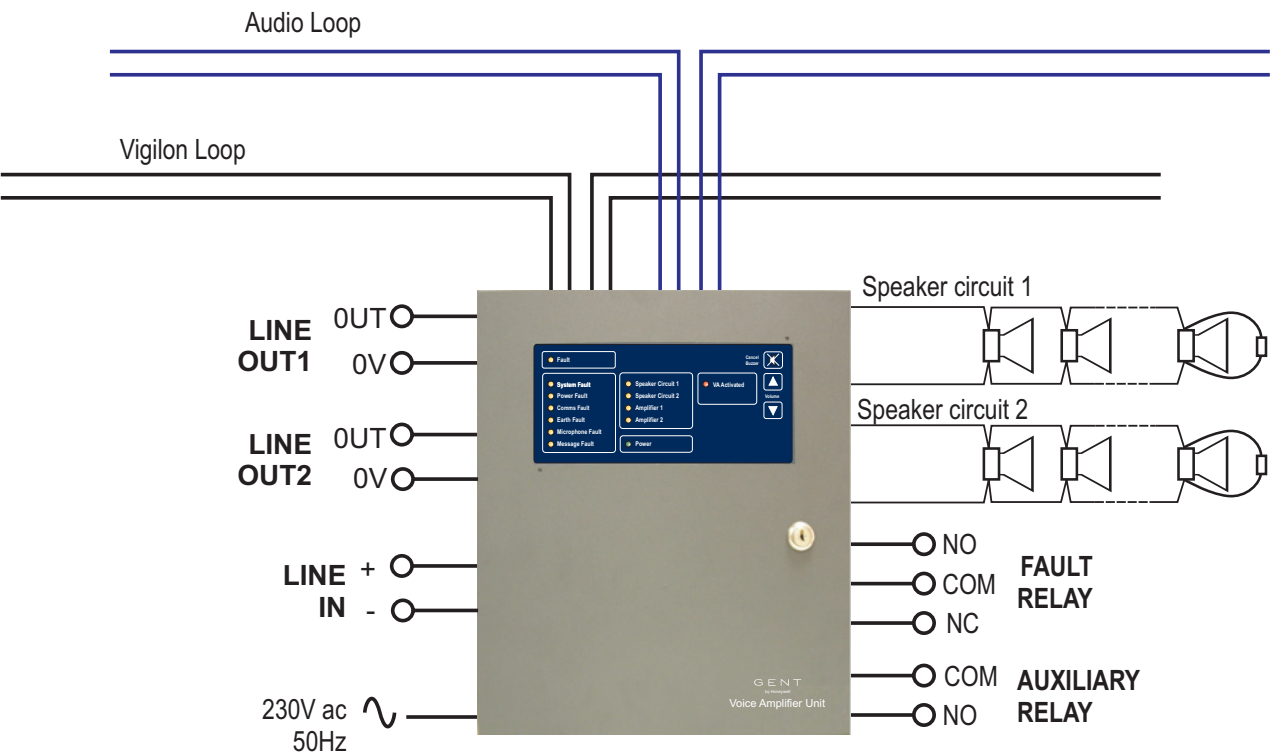 Audio Loop
Vigilon Loop
LINE
OUT1
0UT
0V
LINE
OUT2
0UT
0V
LINE
IN
+
-
230V ac
50Hz
Fault
Cancel
Buzzer
System Fault
Power Fault
Comms Fault
Earth Fault
Microphone Fault
Message Fault
Speaker Circuit 1
Speaker Circuit 2
Amplifier 1
Amplifier 2
Power
VA Activated
Volume
GENT
by Honeywell
Voice Amplifier Unit
Speaker circuit 1
Speaker circuit 2
NO
COM
NC
FAULT
RELAY
COM
NO
AUXILIARY
RELAY